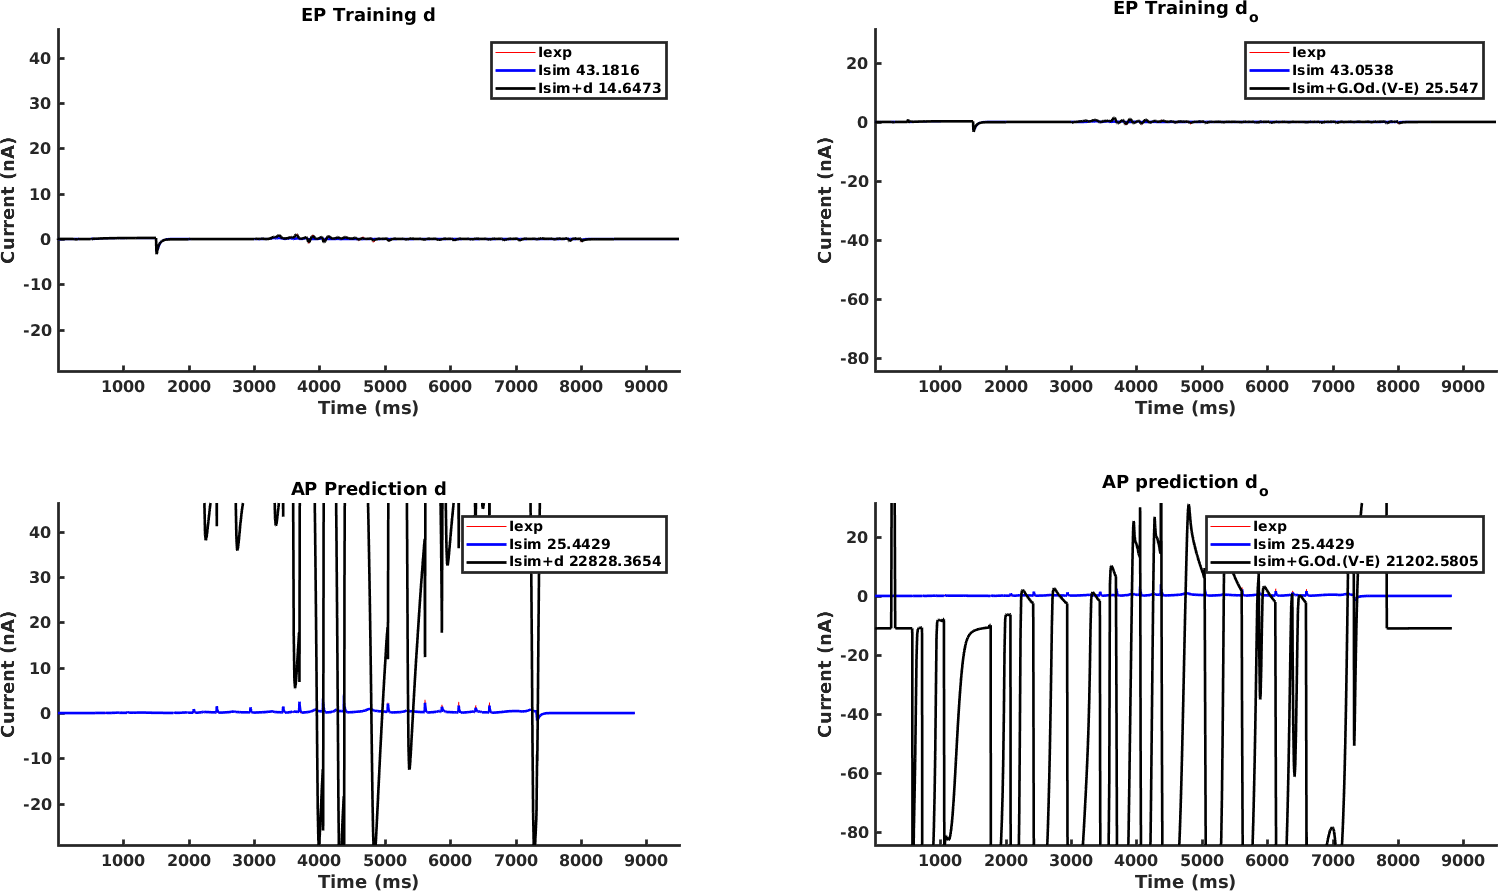 EP Training d
Iexp
Isim 43.1816
Isim+d 14.6473
40
30
20
10
0
-10
-20
Current (nA)
1000 2000 3000 4000 5000 6000 7000 8000 9000
Time (ms)
EP Training do
Iexp
Isim 43.0538
Isim+G.Od.(V-E) 25.547
20
0
-20
-40
-60
-80
Current (nA)
1000 2000 3000 4000 5000 6000 7000 8000 9000
Time (ms)
AP Prediction d
Iexp
Isim 25.4429
Isim+d 22828.3654
40
30
20
10
0
-10
-20
Current (nA)
1000 2000 3000 4000 5000 6000 7000 8000 9000
Time (ms)
AP prediction do
Iexp
Isim 25.4429
Isim+G.Od.(V-E) 21202.5805
20
0
-20
-40
-60
-80
Current (nA)
1000 2000 3000 4000 5000 6000 7000 8000 9000
Time (ms)